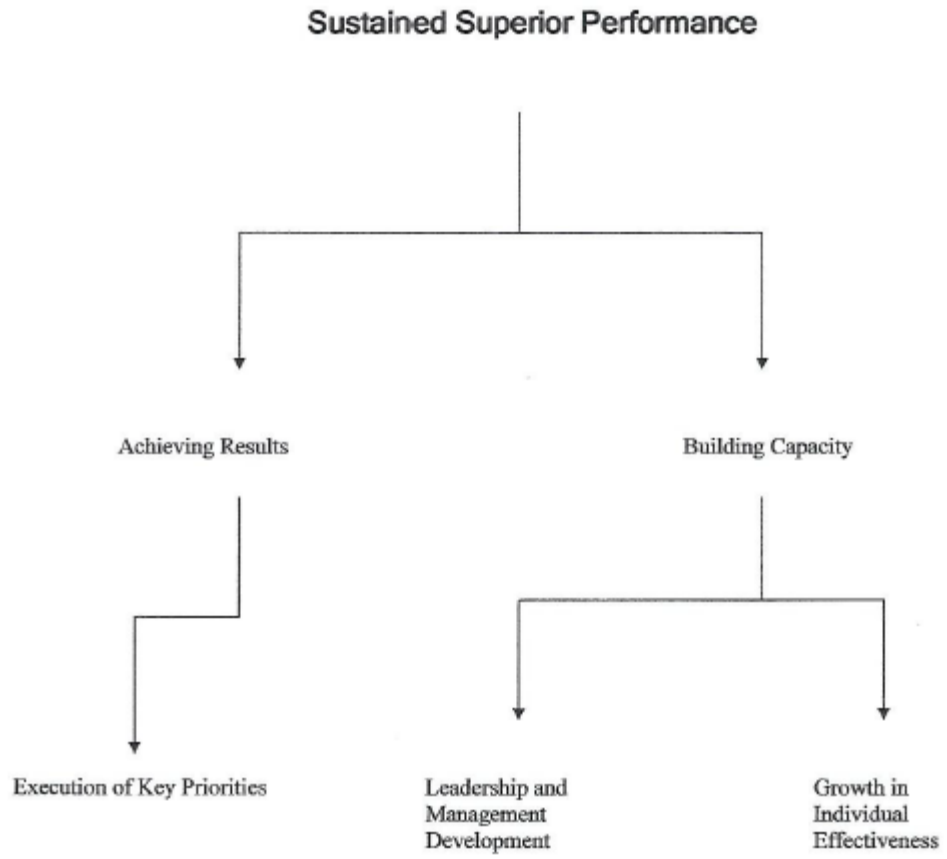 Sustained Superior Performance
Achieving Results
Building Capacity
Execution of Key Priorities
Leadership and
Management
Development
Growth in
Individual
Effectiveness